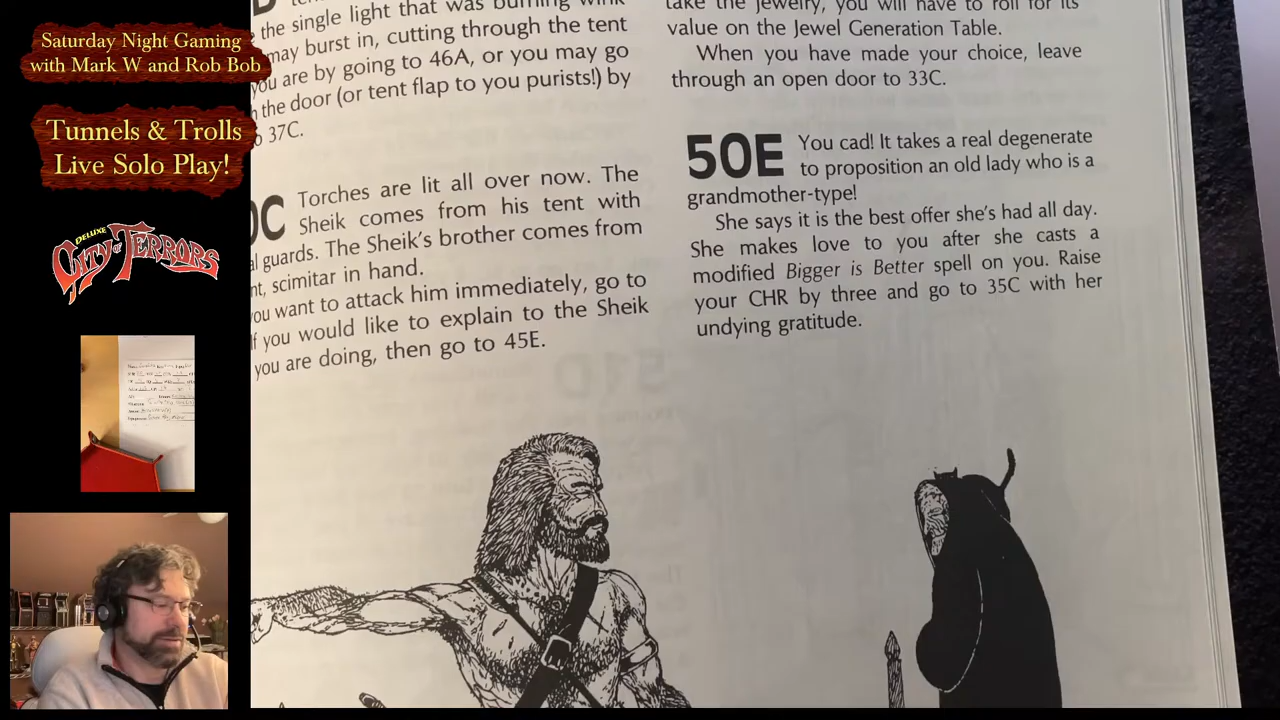 Saturday Night Gaming
with Mark W and Rob Bob
Tunnels & Trolls
Live Solo Play!
DELUXE
CITY OF TERRORS
the single light that was burning wink
may burst in, cutting through the tent
you are by going to 46A, or you may go
the door (or tent flap to you purists!) by
37C.
Torches are lit all over now. The
Sheik comes from his tent with
guards. The Sheik's brother comes from
scimitar in hand.
you want to attack him immediately, go to
If you would like to explain to the Sheik
you are doing, then go to 45E.
take the jewelry, you will have to roll for its
value on the Jewel Generation Table.
When you have made your choice, leave
through an open door to 33C.
50E You cad! It takes a real degenerate
to proposition an old lady who is a
grandmother-type!
She says it is the best offer she's had all day.
She makes love to you after she casts a
modified Bigger is Better spell on you. Raise
your CHR by three and go to 35C with her
undying gratitude.